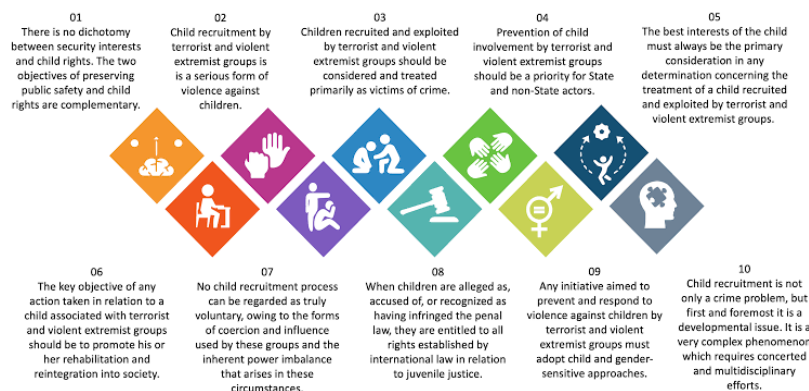 01
There is no dichotomy
between security interests
and child rights. The two
objectives of preserving
public safety and child
rights are complementary.
02
Child recruitment by
terrorist and violent
extremist groups is
is a serious form of
violence against
children.
03
Children recruited and exploited
by terrorist and violent
extremist groups should be
considered and treated
primarily as victims of crime.
04
Prevention of child
involvement by terrorist and
violent extremist groups
should be a priority for State
and non-State actors.
05
The best interests of the child
must always be the primary
consideration in any
determination concerning the
treatment of a child recruited
and exploited by terrorist and
violent extremist groups.
06
The key objective of any
action taken in relation to a
child associated with terrorist
and violent extremist groups
should be to promote his or
her rehabilitation and
reintegration into society.
07
No child recruitment process
can be regarded as truly
voluntary, owing to the forms
of coercion and influence
used by these groups and the
inherent power imbalance
that arises in these
circumstances.
08
When children are alleged as,
accused of, or recognized as
having infringed the penal
law, they are entitled to all
rights established by
international law in relation
to juvenile justice.
09
Any initiative aimed to
prevent and respond to
violence against children by
terrorist and violent
extremist groups must
adopt child and gender-
sensitive approaches.
10
Child recruitment is not
only a crime problem, but
first and foremost it is a
developmental issue. It is a
very complex phenomenon
which requires concerted
and multidisciplinary
efforts.